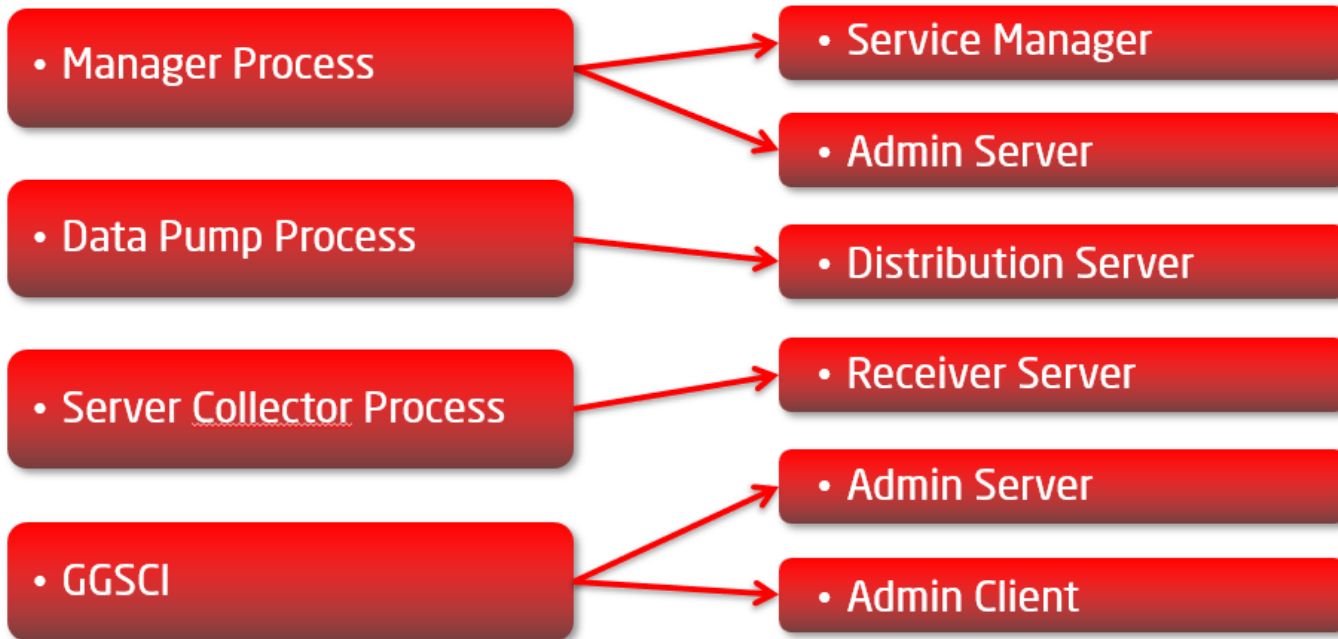 • Manager Process
• Data Pump Process
• Server Collector Process
• GGSCI
• Service Manager
• Admin Server
• Distribution Server
• Receiver Server
• Admin Server
• Admin Client